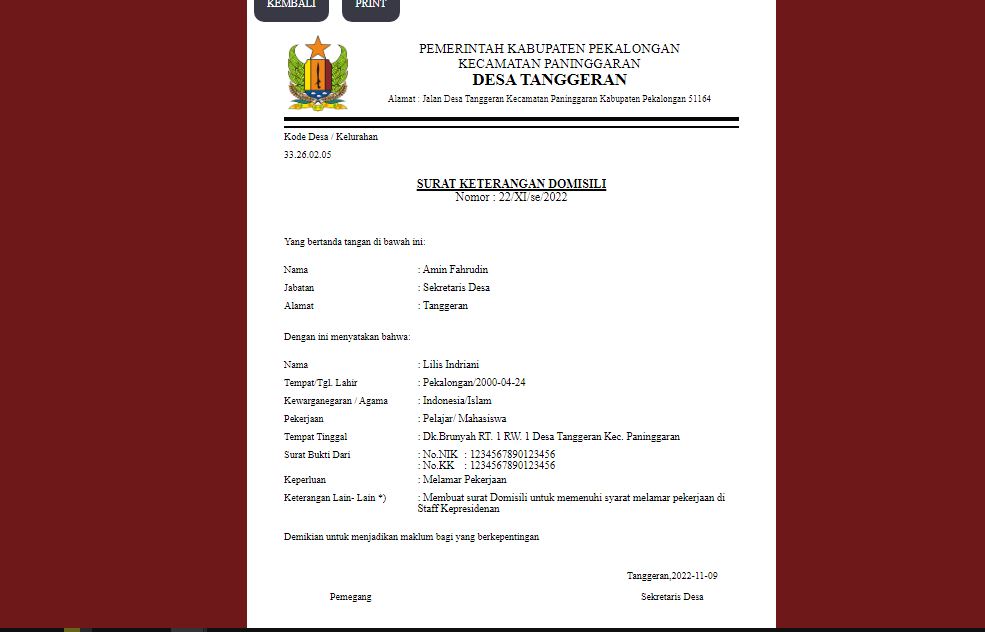 KEMBALI PRINT
PEMERINTAH KABUPATEN PEKALONGAN
KECAMATAN PANINGGARAN
DESA TANGGERAN
Alamat : Jalan Desa Tanggeran Kecamatan Paninggaran Kabupaten Pekalongan 51164
Kode Desa / Kelurahan
33.26.02.05
SURAT KETERANGAN DOMISILI
Nomor : 22/XI/se/2022
Yang bertanda tangan di bawah ini:
Nama : Amin Fahrudin
Jabatan : Sekretaris Desa
Alamat : Tanggeran
Dengan ini menyatakan bahwa:
Nama : Lilis Indriani
Tempat/Tgl. Lahir : Pekalongan/2000-04-24
Kewarganegaran / Agama : Indonesia/Islam
Pekerjaan : Pelajar/ Mahasiswa
Tempat Tinggal : Dk.Brunyah RT. 1 RW. 1 Desa Tanggeran Kec. Paninggaran
Surat Bukti Dari : No.NIK : 1234567890123456
: No.KK : 1234567890123456
Keperluan : Melamar Pekerjaan
Keterangan Lain- Lain *) : Membuat surat Domisili untuk memenuhi syarat melamar pekerjaan di
Staff Kepresidenan
Demikian untuk menjadikan maklum bagi yang berkepentingan
Tanggeran,2022-11-09
Pemegang Sekretaris Desa